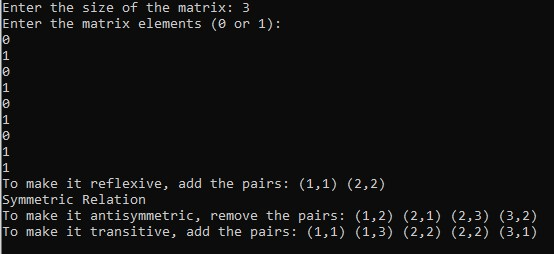 Enter the size of the matrix: 3
Enter the matrix elements (0 or 1):
0
1
0
1
0
1
0
1
1
To make it reflexive, add the pairs: (1,1) (2,2)
Symmetric Relation
To make it antisymmetric, remove the pairs: (1,2) (2,1) (2,3) (3,2)
To make it transitive, add the pairs: (1,1) (1,3) (2,2) (2,2) (3,1)